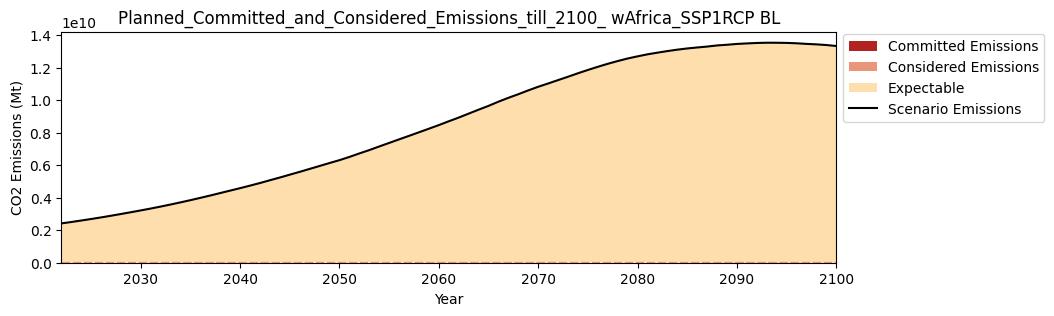 Planned_Committed_and_Considered_Emissions_till_2100_ wAfrica_SSP1RCP BL
1e10
1.4
1.2
1.0
0.8
0.6
0.4
0.2
0.0
CO2 Emissions (Mt)
2030 2040 2050 2060 2070 2080 2090 2100
Year
Committed Emissions
Considered Emissions
Expectable
Scenario Emissions